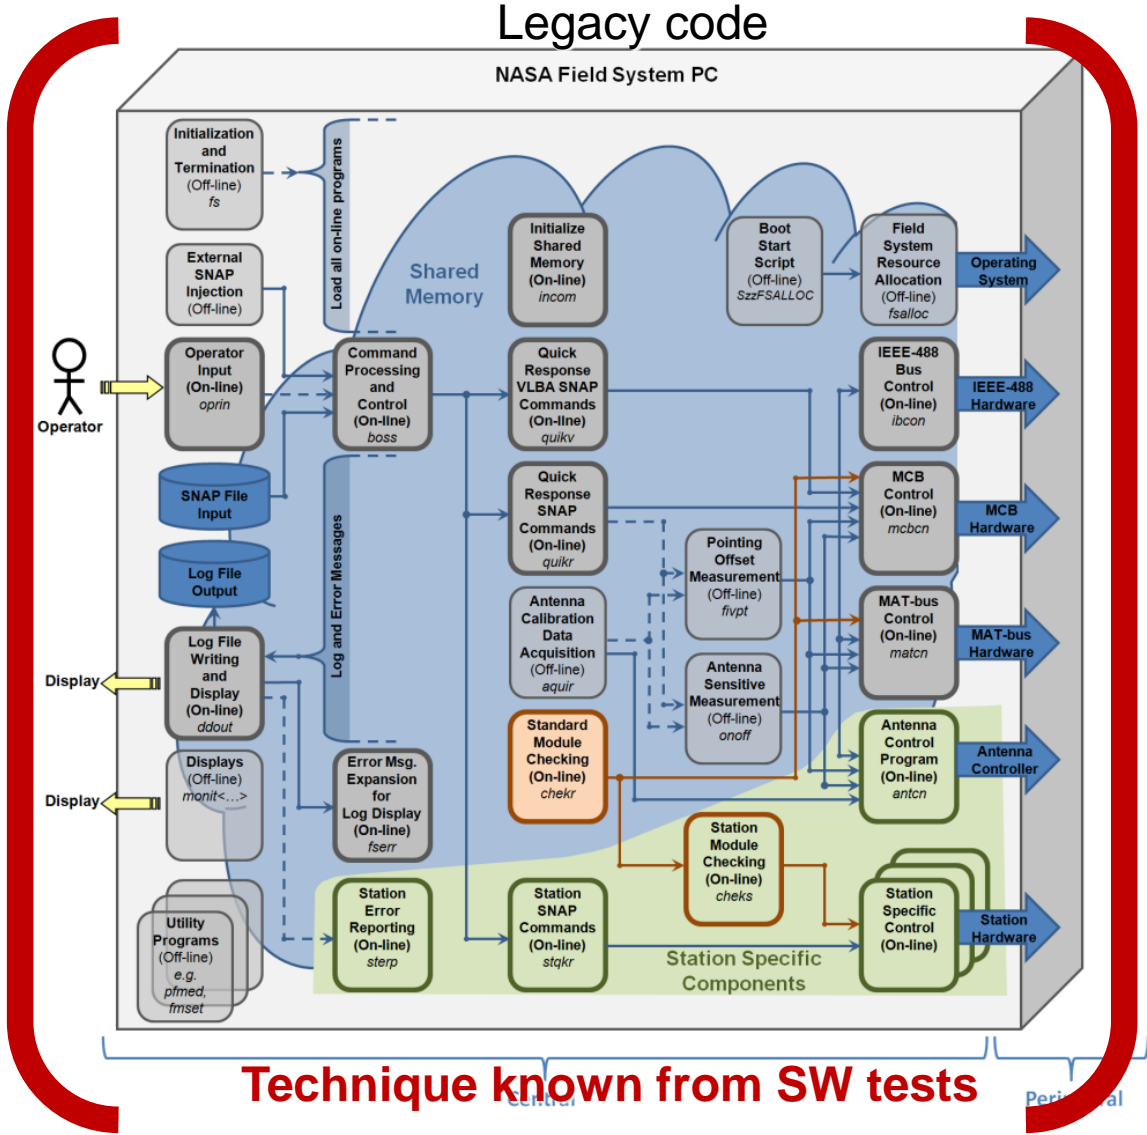 Legacy code
NASA Field System PC
Initialization
and
Termination
(Off-line)
fs
Load all on-line programs
External
SNAP
Injection
(Off-line)
Shared
Memory
Initialize
Shared
Memory
(On-line)
incom
Boot
Start
Script
(Off-line)
SzzFSALLOC
Field
System
Resource
Allocation
(Off-line)
fsalloc
Operating
System
Operator
Operator
Input
(On-line)
oprin
Command
Processing
and
Control
(On-line)
boss
Quick
Response
VLBA SNAP
Commands
(On-line)
quikv
IEEE-488
Bus
Control
(On-line)
ibcon
IEEE-488
Hardware
SNAP File
Input
Log File
Output
Log and Error Messages
Quick
Response
SNAP
Commands
(On-line)
quikr
Pointing
Offset
Measurement
(Off-line)
fivpt
MCB
Control
(On-line)
mcbcn
MCB
Hardware
Display
Log File
Writing
and
Display
(On-line)
ddout
Antenna
Calibration
Data
Acquisition
(Off-line)
aquir
Antenna
Sensitive
Measurement
(Off-line)
onoff
MAT-bus
Control
(On-line)
matcn
MAT-bus
Hardware
Display
Displays
(Off-line)
monit<...>
Error Msg.
Expansion
for
Log Display
(On-line)
fserr
Standard
Module
Checking
(On-line)
chekr
Antenna
Control
Program
(On-line)
antcn
Antenna
Controller
Station
Module
Checking
(On-line)
cheks
Utility
Programs
(Off-line)
e.g.
pfmed,
fmset
Station
Error
Reporting
(On-line)
sterp
Station
SNAP
Commands
(On-line)
stqkr
Station
Specific
Control
(On-line)
Station
Hardware
Station Specific
Components
Technique known from SW tests
Central
Peripheral